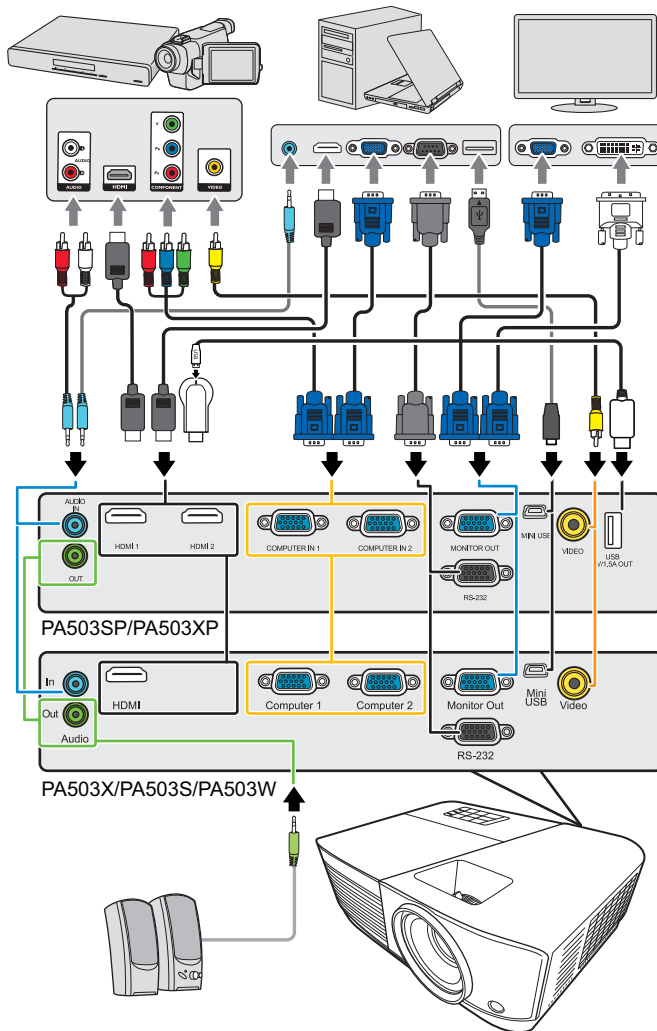 Y
PB
PR
AUDIO
AUDIO
HDMI
COMPONENT
VIDEO
USB
AUDIO
IN
OUT
HDMI 1
HDMI 2
COMPUTER IN 1
COMPUTER IN 2
MONITOR OUT
RS-232
MINI USB
VIDEO
USB
V/1.5A OUT
PA503SP/PA503XP
In
Out
Audio
HDMI
Computer 1
Computer 2
Monitor Out
RS-232
Mini
USB
Video
PA503X/PA503S/PA503W